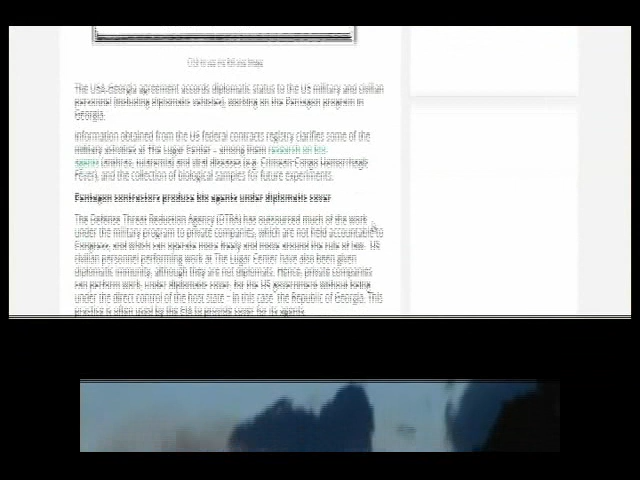 The USA-Georgia agreement accords diplomatic status to the US military and civilian
personnel (including diplomatic vehicles), working on the Pentagon program in
Georgia.
Information obtained from the US federal contracts registry clarifies some of the
military activities at The Lugar Center – among them research on bio-
agents (anthrax, tularemia) and viral diseases (e.g. Crimean-Congo Hemorrhagic
Fever), and the collection of biological samples for future experiments.
Pentagon contractors produce bio agents under diplomatic cover
The Defense Threat Reduction Agency (DTRA) has outsourced much of the work
under the military program to private companies, which are not held accountable to
Congress, and which can operate more freely and move around the rule of law. US
civilian personnel performing work at The Lugar Center have also been given
diplomatic immunity, although they are not diplomats. Hence, private companies
can perform work, under diplomatic cover, for the US government without being
under the direct control of the host state – in this case the Republic of Georgia. This
practice is often used by the CIA to provide cover for its agents.